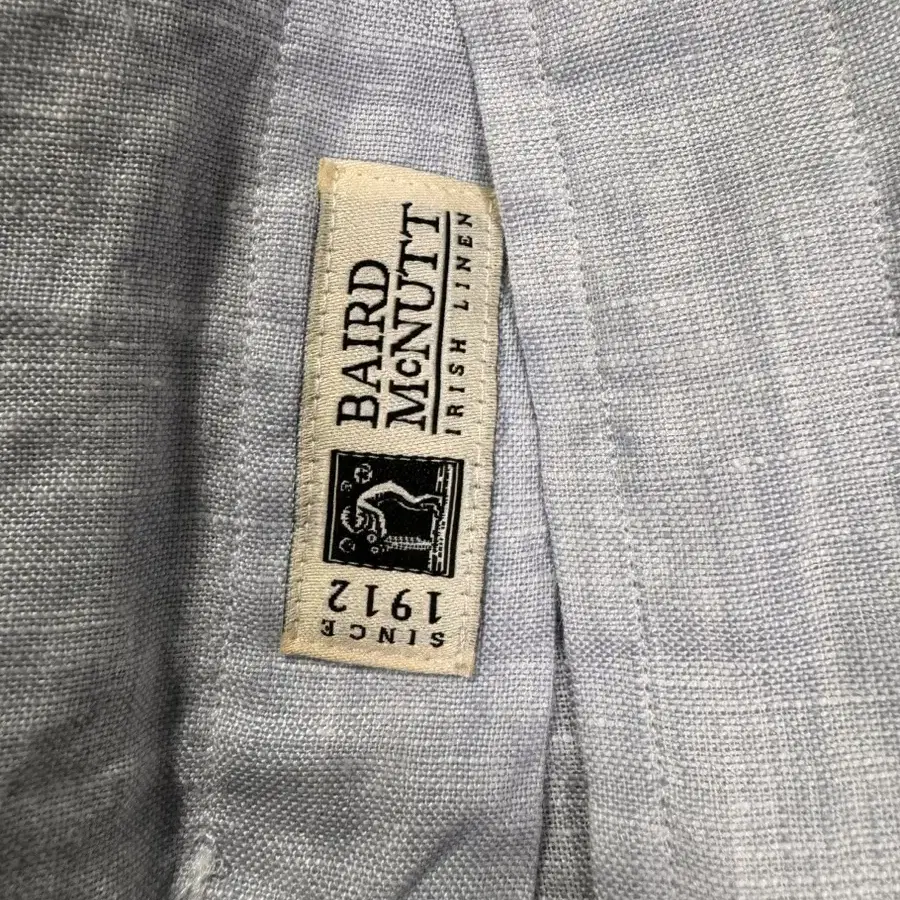 BAIRD
McNUTT
IRISH LINEN
SINCE
1912